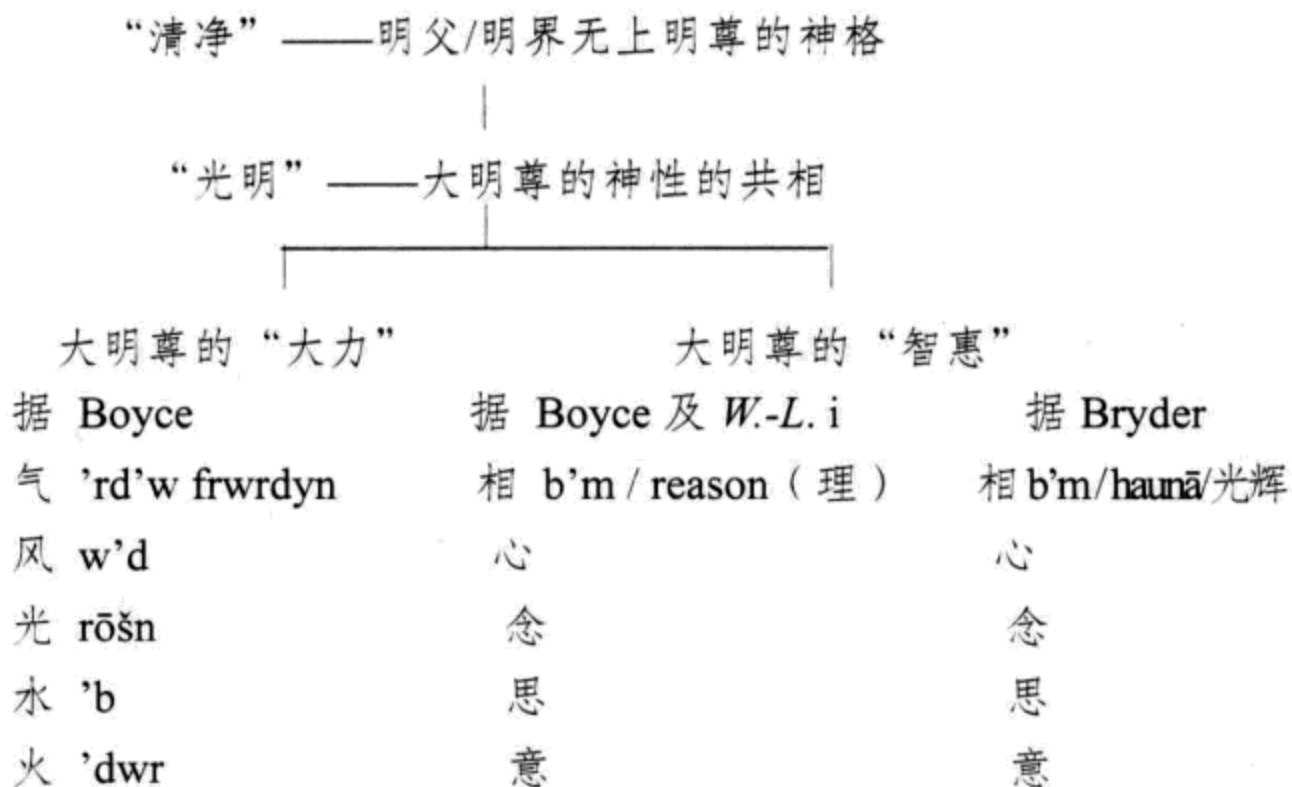 “清净”——明父/明界无上明尊的神格
“光明”——大明尊的神性的共相
大明尊的“大力” 大明尊的“智惠”
据 Boyce 据 Boyce 及 W.-L. i 据 Bryder
气 ’rd’w frwrdyn 相 b’m / reason（理） 相 b’m/haunā/光辉
风 w’d 心 心
光 rōšn 念 念
水 ’b 思 思
火 ’dwr 意 意